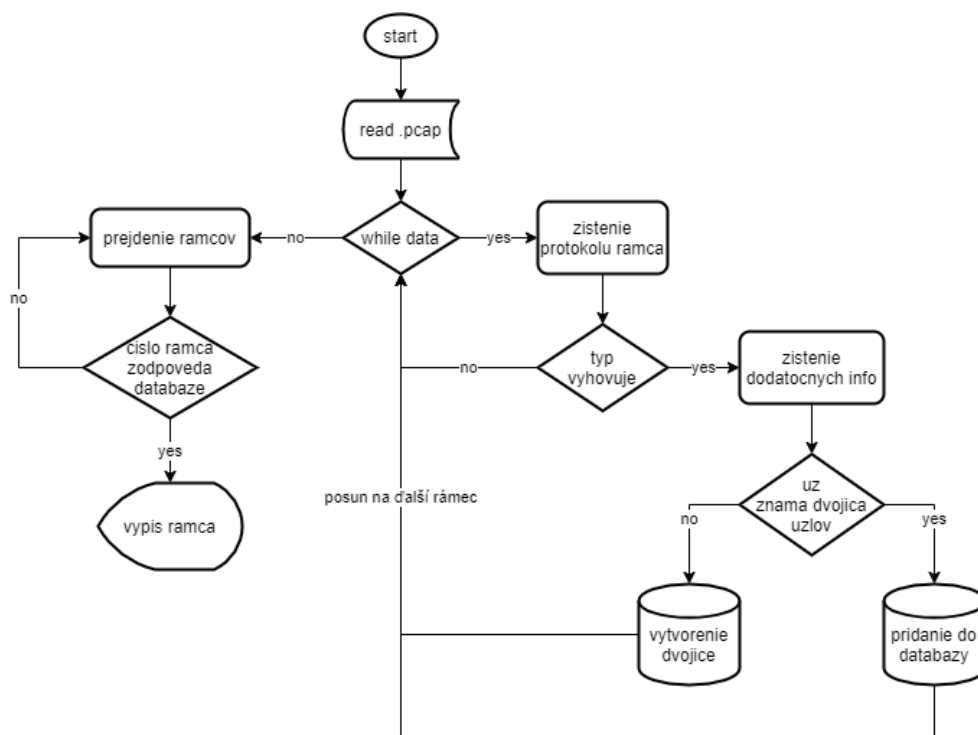 start
read .pcap
prejdenie ramcov
no
while data
yes
zistenie
protokolu ramca
no
cislo ramca
zodpoveda
databaze
no
typ
vyhovuje
yes
zistenie
dodatocnych info
yes
vypis ramca
posun na ďalší rámec
uz
znama dvojica
uzlov
no
yes
vytvorenie
dvojice
pridanie do
databazy